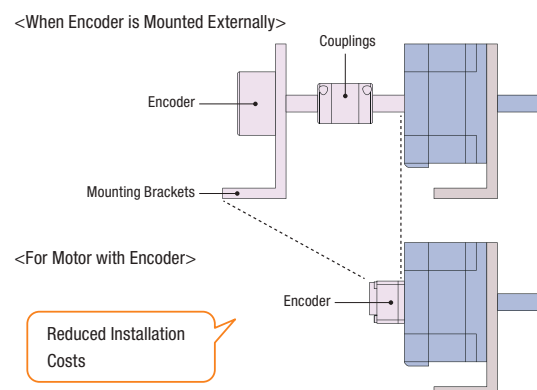 <When Encoder is Mounted Externally>
Couplings
Encoder
Mounting Brackets
<For Motor with Encoder>
Encoder
Reduced Installation
Costs